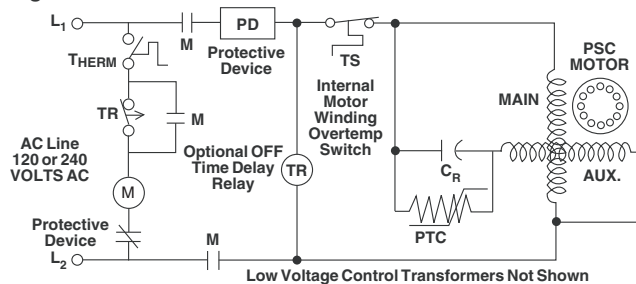 L1
M
PD
Protective
Device
TS
THERM
TR
M
Internal
Motor
Winding
Overtemp
Switch
PSC
MOTOR
MAIN
AC Line
120 or 240
VOLTS AC
Optional OFF
Time Delay
Relay
TR
CR
AUX.
M
Protective
Device
PTC
L2
M
Low Voltage Control Transformers Not Shown